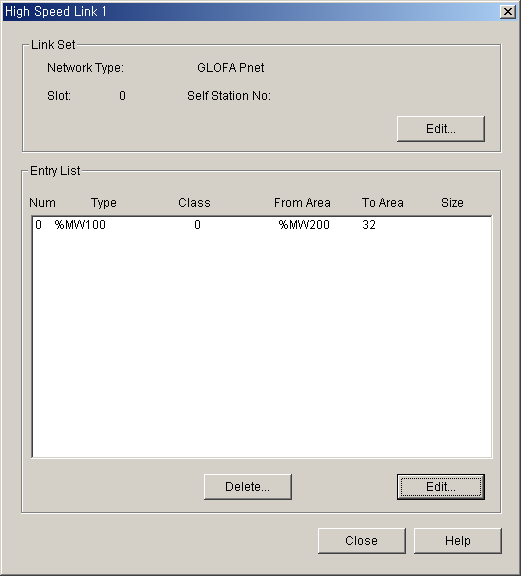 High Speed Link 1
Link Set
Network Type: GLOFA Pnet
Slot: 0 Self Station No:
Edit...
Entry List
Num Type Class From Area To Area Size
0 %MW100 0 %MW200 32
Delete... Edit...
Close Help